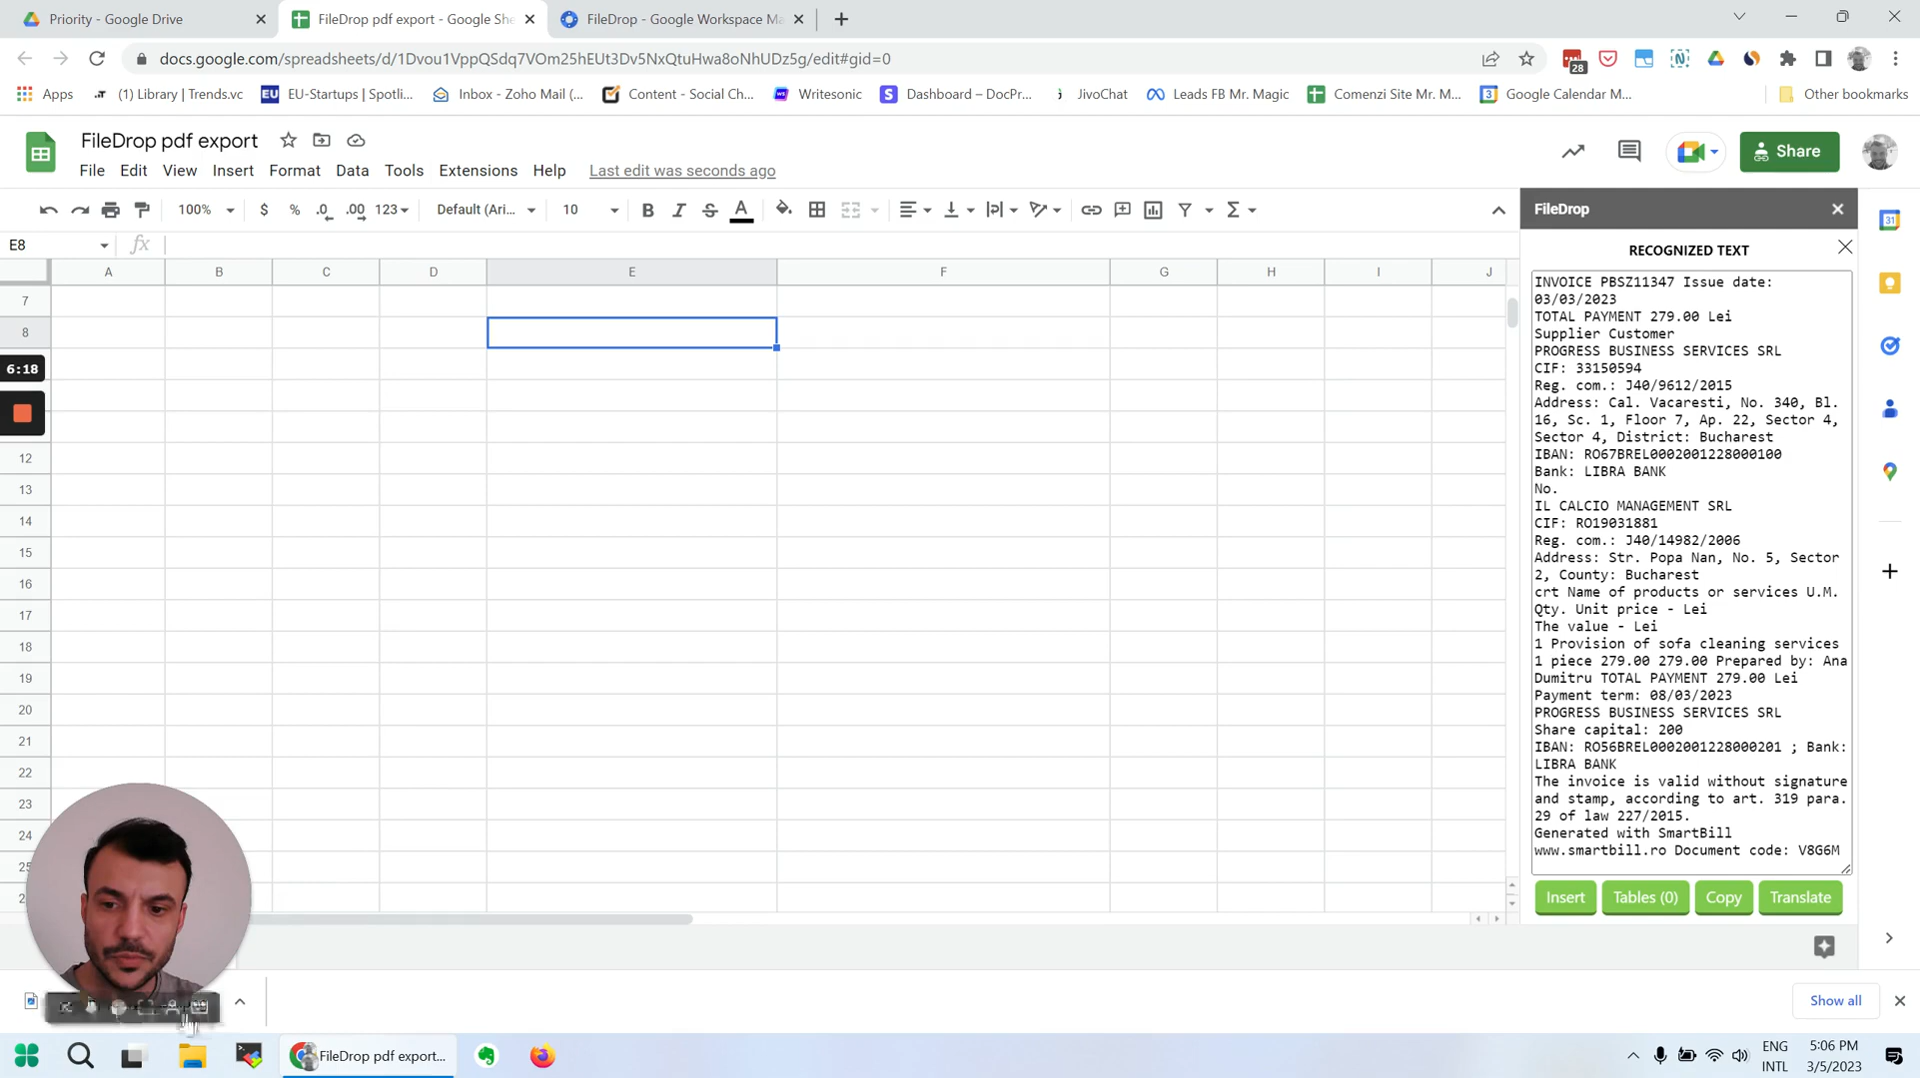 Priority - Google Drive
FileDrop pdf export - Google She
FileDrop - Google Workspace Ma
docs.google.com/spreadsheets/d/1Dvou1VppQSdq7VOm25hEUt3Dv5NxQtuHwa8oNhUDz5g/edit#gid=0
28
Apps
(1) Library | Trends.vc
EU
EU-Startups | Spotli...
Inbox - Zoho Mail (...
Content - Social Ch...
Writesonic
S
Dashboard – DocPr...
JivoChat
Leads FB Mr. Magic
Comenzi Site Mr. M...
Google Calendar M...
Other bookmarks
FileDrop pdf export
File Edit View Insert Format Data Tools Extensions Help Last edit was seconds ago
Share
100% $ % .0 .00 123 Default (Ari... 10 B I S A
FileDrop
31
E8
fx
RECOGNIZED TEXT
A B C D E F G H I J
7
8
12
13
14
15
16
17
18
19
20
21
22
23
24
25
6:18
INVOICE PBSZ11347 Issue date:
03/03/2023
TOTAL PAYMENT 279.00 Lei
Supplier Customer
PROGRESS BUSINESS SERVICES SRL
CIF: 33150594
Reg. com.: J40/9612/2015
Address: Cal. Vacaresti, No. 340, Bl.
16, Sc. 1, Floor 7, Ap. 22, Sector 4,
Sector 4, District: Bucharest
IBAN: RO67BREL0002001228000100
Bank: LIBRA BANK
No.
IL CALCIO MANAGEMENT SRL
CIF: RO19031881
Reg. com.: J40/14982/2006
Address: Str. Popa Nan, No. 5, Sector
2, County: Bucharest
crt Name of products or services U.M.
Qty. Unit price - Lei
The value - Lei
1 Provision of sofa cleaning services
1 piece 279.00 279.00 Prepared by: Ana
Dumitru TOTAL PAYMENT 279.00 Lei
Payment term: 08/03/2023
PROGRESS BUSINESS SERVICES SRL
Share capital: 200
IBAN: RO56BREL0002001228000201 ; Bank:
LIBRA BANK
The invoice is valid without signature
and stamp, according to art. 319 para.
29 of law 227/2015.
Generated with SmartBill
www.smartbill.ro Document code: V8G6M
Insert
Tables (0)
Copy
Translate
Show all
FileDrop pdf export...
ENG
INTL
5:06 PM
3/5/2023